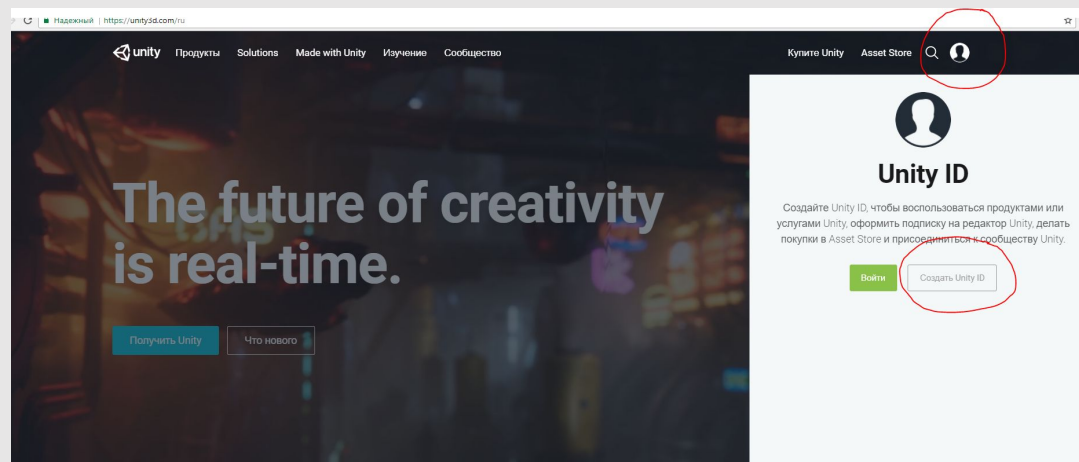 Надежный | https://unity3d.com/ru
unity Продукты Solutions Made with Unity Изучение Сообщество Купите Unity Asset Store
The future of creativity
is real-time.
Получить Unity Что нового
Unity ID
Создайте Unity ID, чтобы воспользоваться продуктами или
услугами Unity, оформить подписку на редактор Unity, делать
покупки в Asset Store и присоединиться к сообществу Unity.
Войти Создать Unity ID